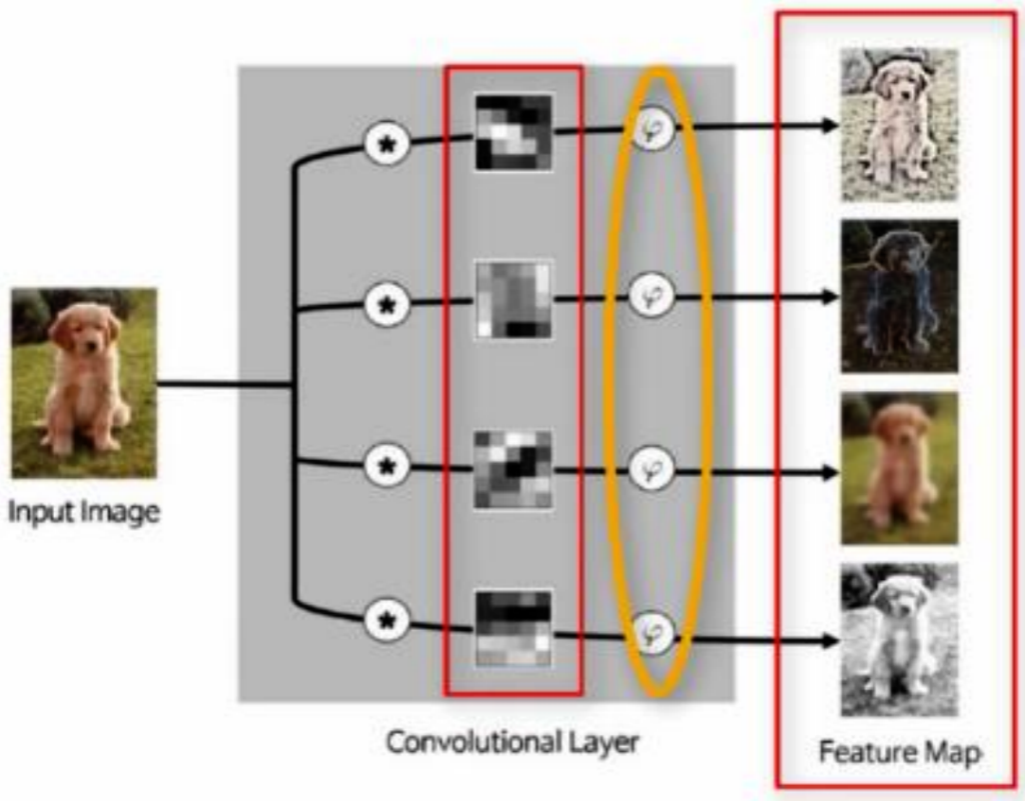 *
φ
*
φ
Input Image
*
φ
*
φ
Convolutional Layer
Feature Map